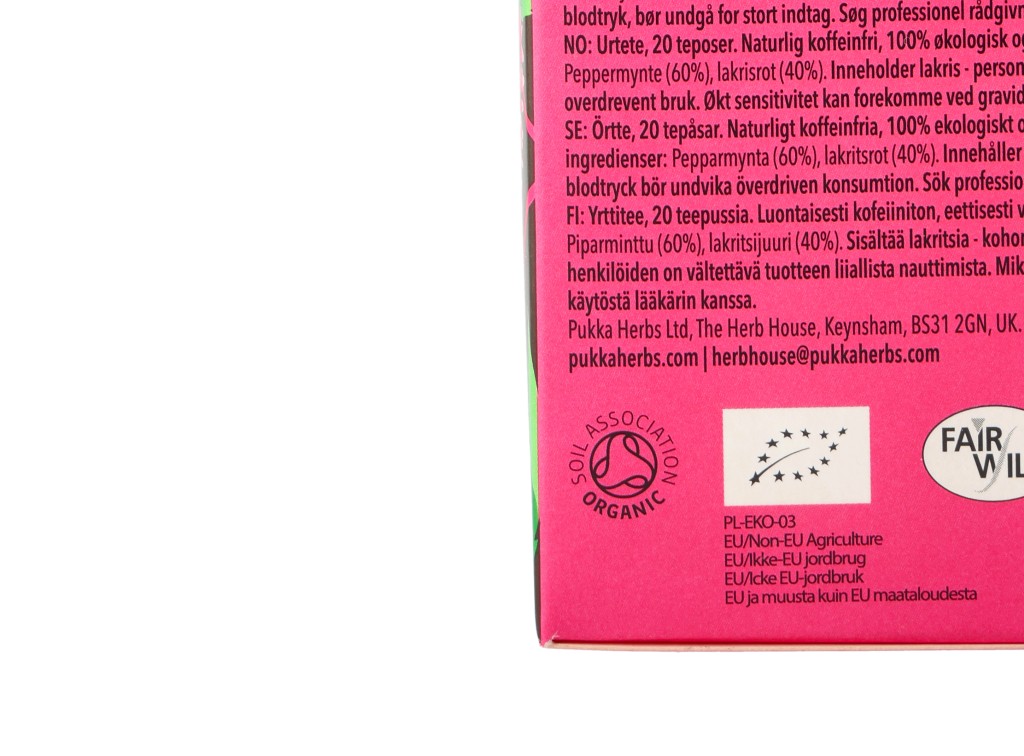 blodtryk, bør undgå for stort indtag. Søg professionel rådgivn
NO: Urtete, 20 teposer. Naturlig koffeinfri, 100% økologisk og
Peppermynte (60%), lakrisrot (40%). Inneholder lakris - person
overdrevent bruk. Økt sensitivitet kan forekomme ved gravid
SE: Örtte, 20 tepåsar. Naturligt koffeinfria, 100% ekologiskt o
ingredienser: Pepparmynta (60%), lakritsrot (40%). Innehåller
blodtryck bör undvika överdriven konsumtion. Sök professio
FI: Yrttitee, 20 teepussia. Luontaisesti kofeiiniton, eettisesti v
Piparminttu (60%), lakritsijuuri (40%). Sisältää lakritsia - kohon
henkilöiden on vältettävä tuotteen liiallista nauttimista. Mik
käytöstä lääkärin kanssa.
Pukka Herbs Ltd, The Herb House, Keynsham, BS31 2GN, UK.
pukkaherbs.com | herbhouse@pukkaherbs.com
SOIL ASSOCIATION
ORGANIC
FAIR
WIL
PL-EKO-03
EU/Non-EU Agriculture
EU/Ikke-EU jordbrug
EU/Icke EU-jordbruk
EU ja muusta kuin EU maataloudesta